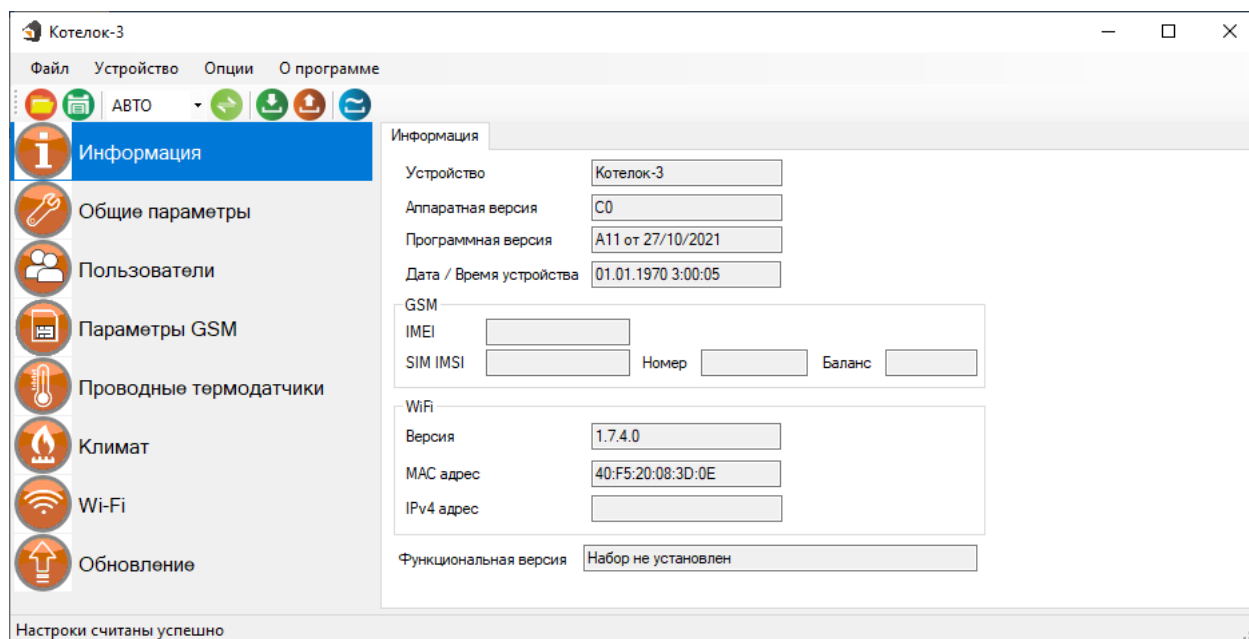 Котелок-3
Файл Устройство Опции О программе
АВТО
Информация
Общие параметры
Пользователи
Параметры GSM
Проводные термодатчики
Климат
Wi-Fi
Обновление
Информация
Устройство Котелок-3
Аппаратная версия C0
Программная версия A11 от 27/10/2021
Дата / Время устройства 01.01.1970 3:00:05
GSM
IMEI
SIM IMSI Номер Баланс
WiFi
Версия 1.7.4.0
MAC адрес 40:F5:20:08:3D:0E
IPv4 адрес
Функциональная версия Набор не установлен
Настройки считаны успешно